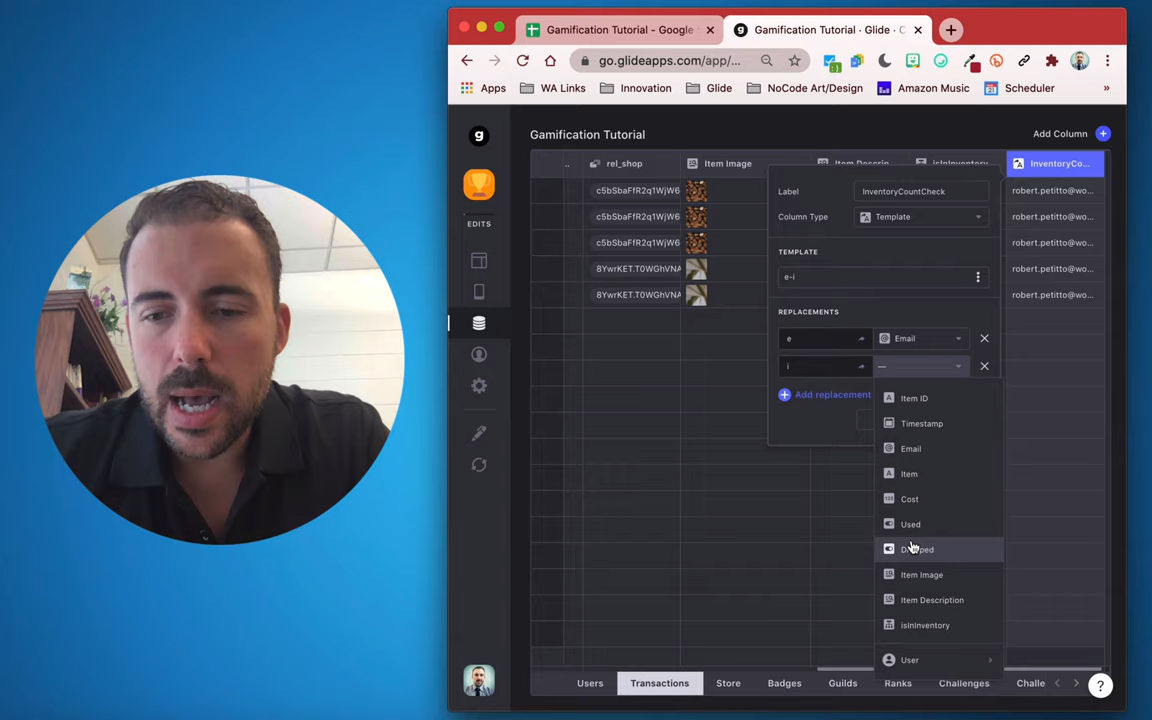 Gamification Tutorial - Google
Gamification Tutorial · Glide · C
go.glideapps.com/app/...
Apps
WA Links
Innovation
Glide
NoCode Art/Design
Amazon Music
Scheduler
»
g
Gamification Tutorial
Add Column
EDITS
.. rel_shop
Item Image
Item Descrip
isInInventory
InventoryCo...
c5bSbaFfR2q1WjW6
c5bSbaFfR2q1WjW6
c5bSbaFfR2q1WjW6
8YwrKET.T0WGhVNA
8YwrKET.T0WGhVNA
robert.petitto@wo...
robert.petitto@wo...
robert.petitto@wo...
robert.petitto@wo...
robert.petitto@wo...
Label
InventoryCountCheck
Column Type
Template
TEMPLATE
e-i
REPLACEMENTS
e
Email
i
—
Add replacement
Item ID
Timestamp
Email
Item
Cost
Used
Item Image
Item Description
isInInventory
User
Users
Transactions
Store
Badges
Guilds
Ranks
Challenges
Challe
?